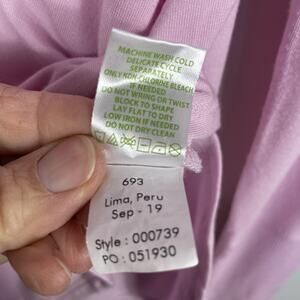 MACHINE WASH COLD
DELICATE CYCLE
SEPARATELY
ONLY NON-CHLORINE BLEACH
IF NEEDED
DO NOT WRING OR TWIST
BLOCK TO SHAPE
LAY FLAT TO DRY
LOW IRON IF NEEDED
DO NOT DRY CLEAN
693
Lima, Peru
Sep - 19
Style : 000739
PO : 051930